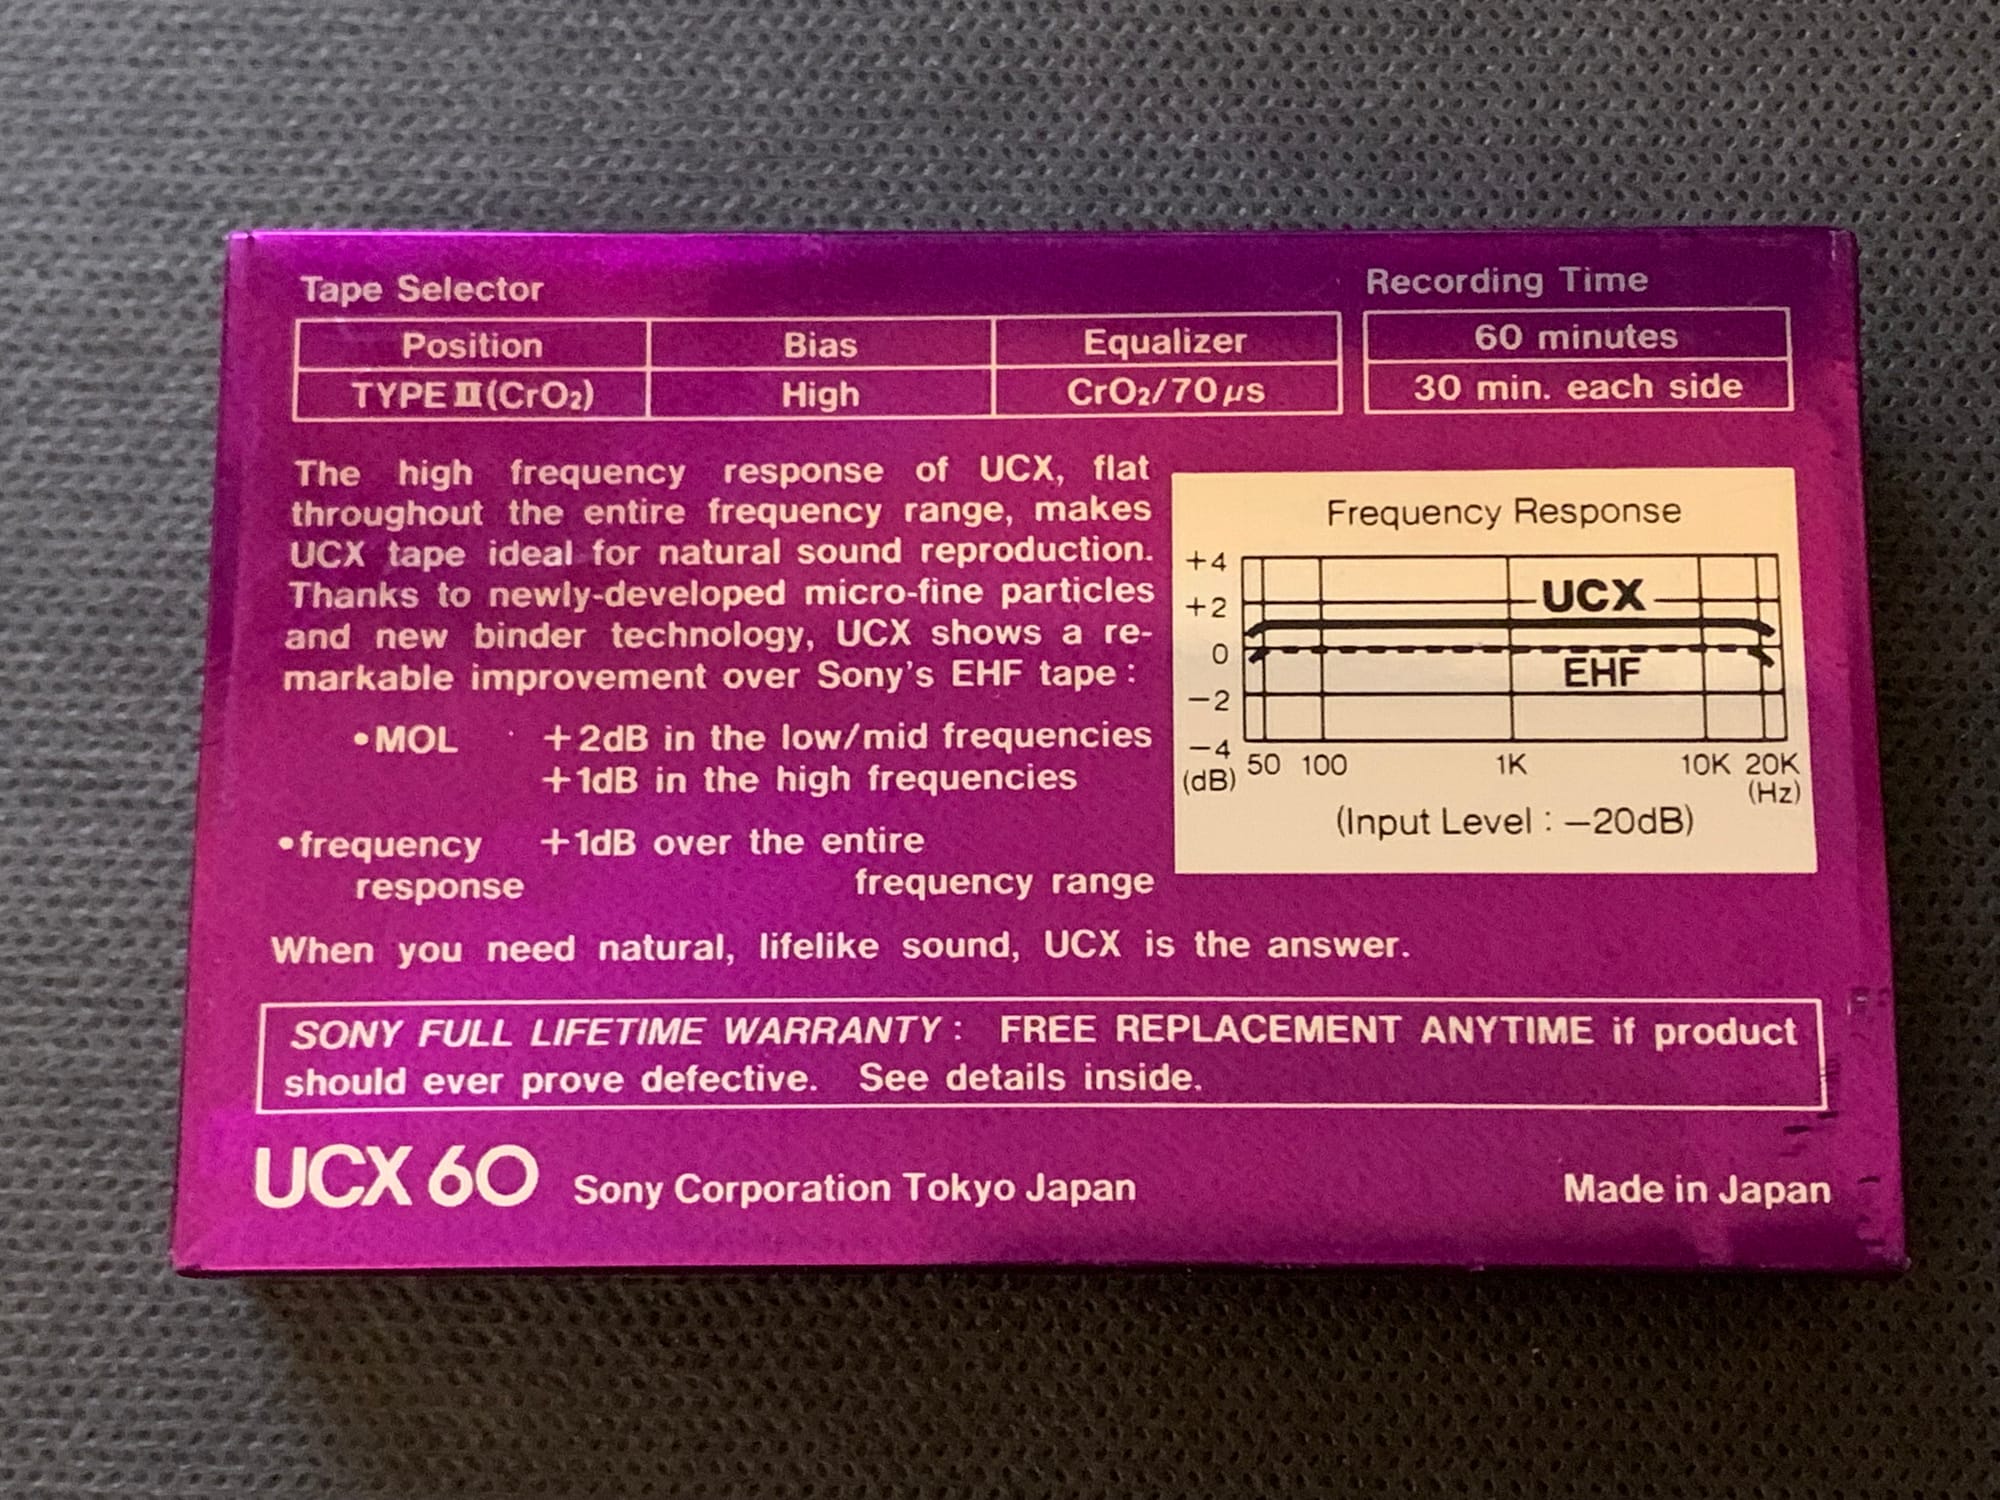 Tape Selector
Recording Time
Position Bias Equalizer
60 minutes
TYPE II (CrO₂) High CrO₂/70 μs
30 min. each side
The high frequency response of UCX, flat
throughout the entire frequency range, makes
UCX tape ideal for natural sound reproduction.
Thanks to newly-developed micro-fine particles
and new binder technology, UCX shows a re-
markable improvement over Sony's EHF tape :
•MOL +2dB in the low/mid frequencies
+1dB in the high frequencies
•frequency +1dB over the entire
response frequency range
Frequency Response
+4
UCX
+2
0
EHF
−2
−4
(dB) 50 100 1K 10K 20K
(Hz)
(Input Level : −20dB)
When you need natural, lifelike sound, UCX is the answer.
SONY FULL LIFETIME WARRANTY : FREE REPLACEMENT ANYTIME if product
should ever prove defective. See details inside.
UCX 60 Sony Corporation Tokyo Japan Made in Japan